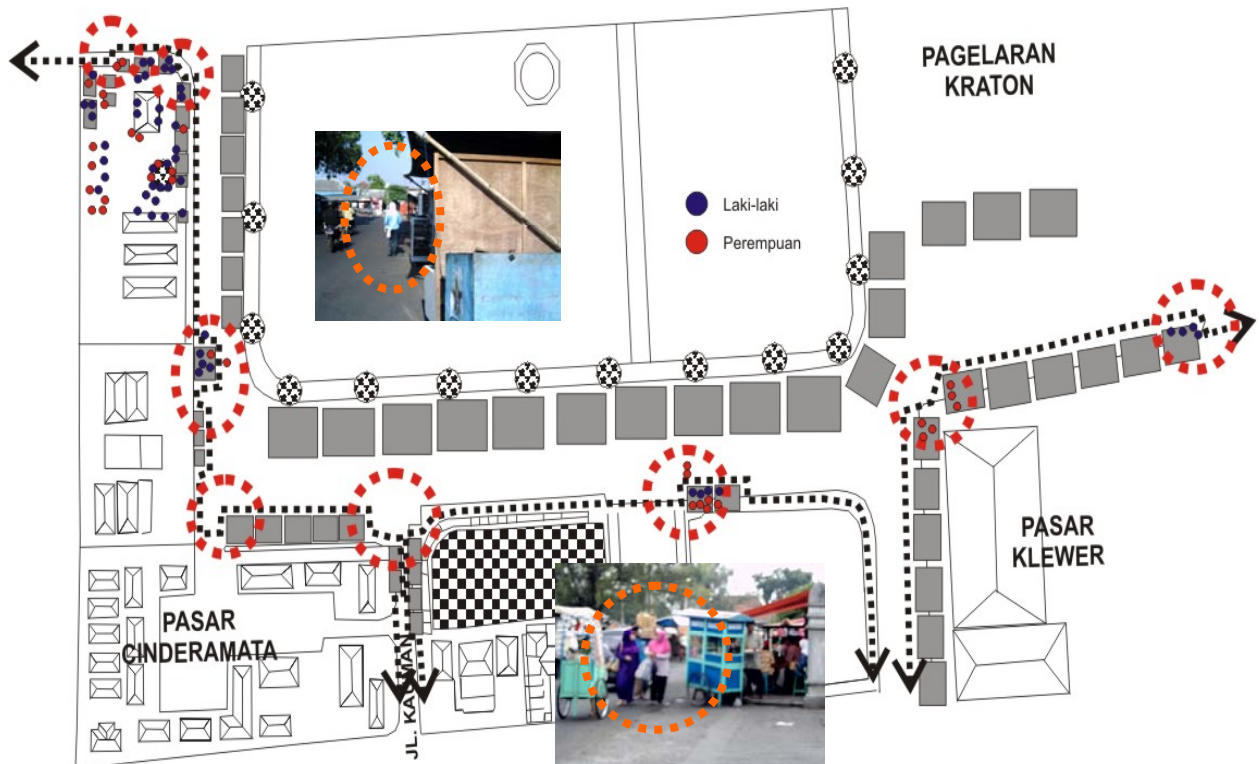 PAGELARAN
KRATON
Laki-laki
Perempuan
PASAR
KLEWER
PASAR
CINDERAMATA
JL. KAUMAN